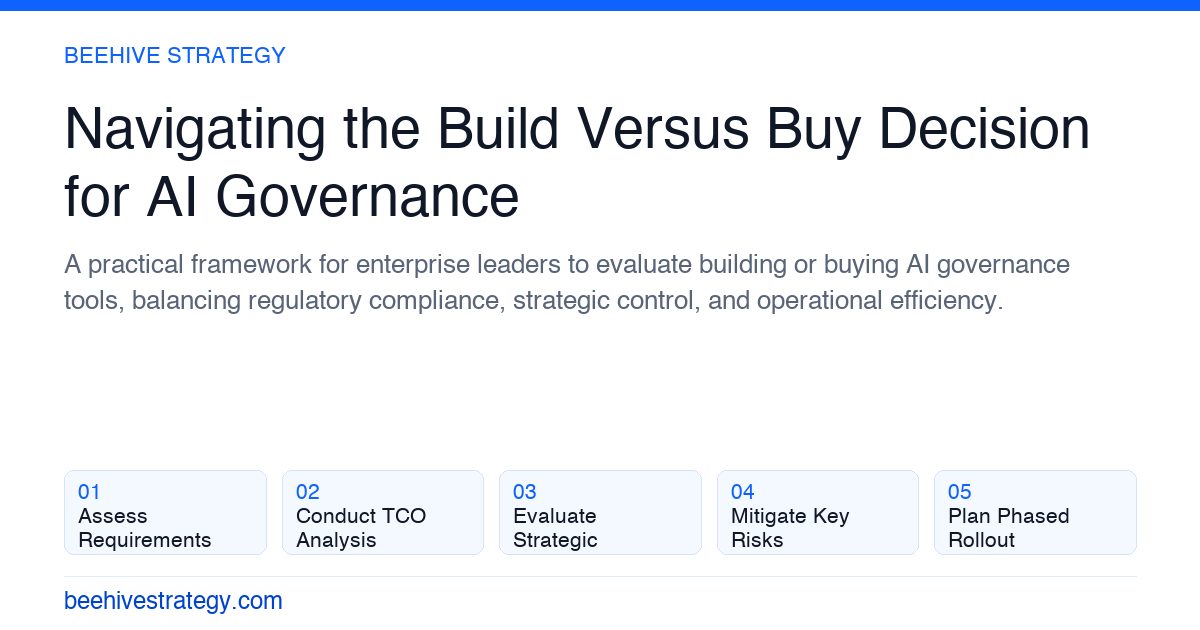 BEEHIVE STRATEGY
Navigating the Build Versus Buy Decision
for AI Governance
A practical framework for enterprise leaders to evaluate building or buying AI governance
tools, balancing regulatory compliance, strategic control, and operational efficiency.
01
Assess
Requirements
02
Conduct TCO
Analysis
03
Evaluate
Strategic
04
Mitigate Key
Risks
05
Plan Phased
Rollout
beehivestrategy.com